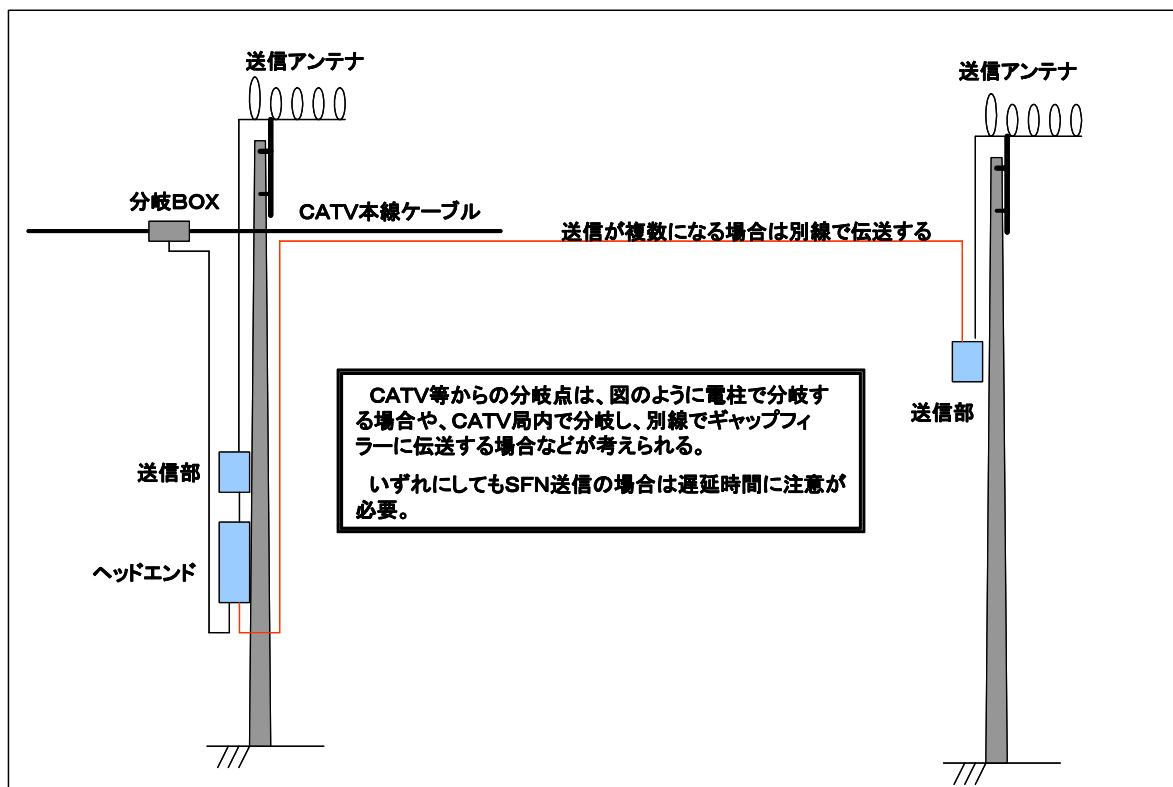 送信アンテナ
送信アンテナ
分岐BOX
CATV本線ケーブル
送信が複数になる場合は別線で伝送する
CATV等からの分岐点は、図のように電柱で分岐す
る場合や、CATV局内で分岐し、別線でギャップフィ
ラーに伝送する場合などが考えられる。
いずれにしてもSFN送信の場合は遅延時間に注意が
必要。
送信部
送信部
ヘッドエンド